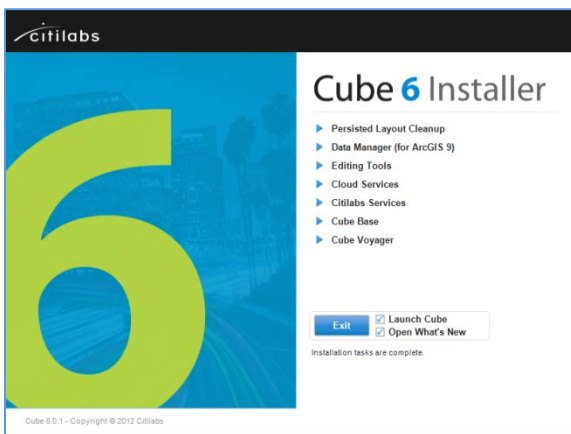 citilabs
6
Cube 6 Installer
Persisted Layout Cleanup
Data Manager (for ArcGIS 9)
Editing Tools
Cloud Services
Citilabs Services
Cube Base
Cube Voyager
Exit
Launch Cube
Open What's New
Installation tasks are complete.
Cube 6.0.1 - Copyright © 2012 Citilabs